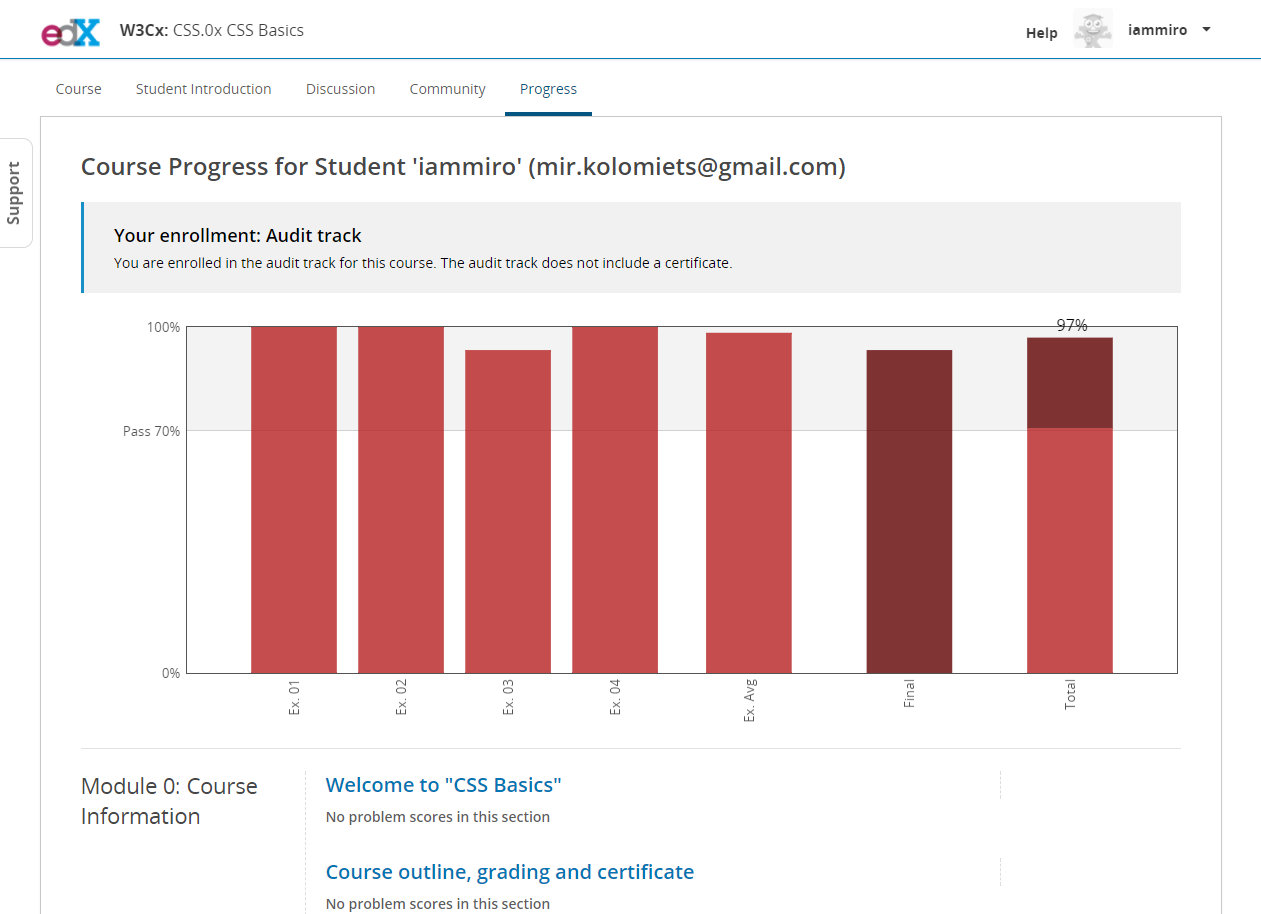 edX W3Cx: CSS.0x CSS Basics
Help iammiro
Course Student Introduction Discussion Community Progress
Support
Course Progress for Student 'iammiro' (mir.kolomiets@gmail.com)
Your enrollment: Audit track
You are enrolled in the audit track for this course. The audit track does not include a certificate.
100%
97%
Pass 70%
0%
Ex. 01
Ex. 02
Ex. 03
Ex. 04
Ex. Avg
Final
Total
Module 0: Course
Information
Welcome to "CSS Basics"
No problem scores in this section
Course outline, grading and certificate
No problem scores in this section